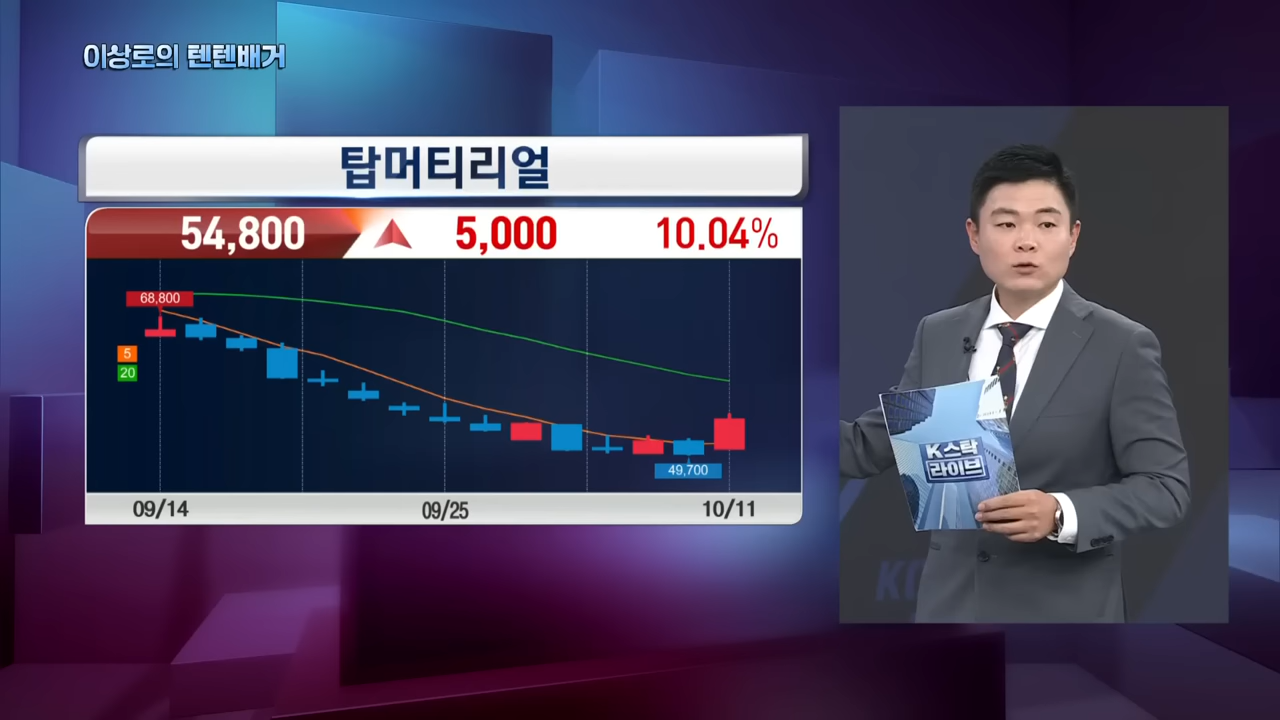 이상로의 텐텐배거
탑머티리얼
54,800 ▲ 5,000 10.04%
68,800
5
20
49,700
09/14 09/25 10/11
K스탁
라이브